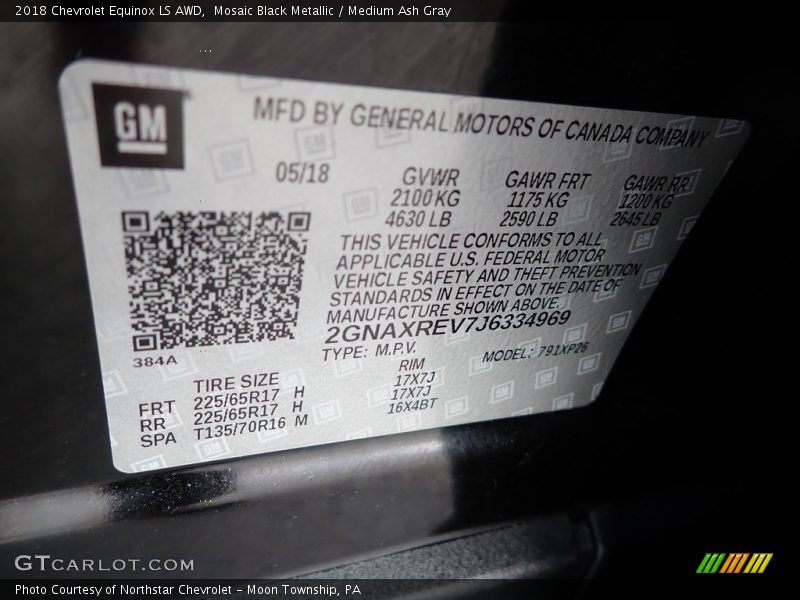 2018 Chevrolet Equinox LS AWD, Mosaic Black Metallic / Medium Ash Gray
GM
MFD BY GENERAL MOTORS OF CANADA COMPANY
05/18 GVWR GAWR FRT GAWR RR
2100 KG 1175 KG 1200 KG
4630 LB 2590 LB 2645 LB
THIS VEHICLE CONFORMS TO ALL
APPLICABLE U.S. FEDERAL MOTOR
VEHICLE SAFETY AND THEFT PREVENTION
STANDARDS IN EFFECT ON THE DATE OF
MANUFACTURE SHOWN ABOVE.
2GNAXREV7J6334969
384A TYPE: M.P.V. MODEL: 791XP26
TIRE SIZE RIM
FRT 225/65R17 H 17X7J
RR 225/65R17 H 17X7J
SPA T135/70R16 M 16X4BT
GTCARLOT.COM
Photo Courtesy of Northstar Chevrolet – Moon Township, PA